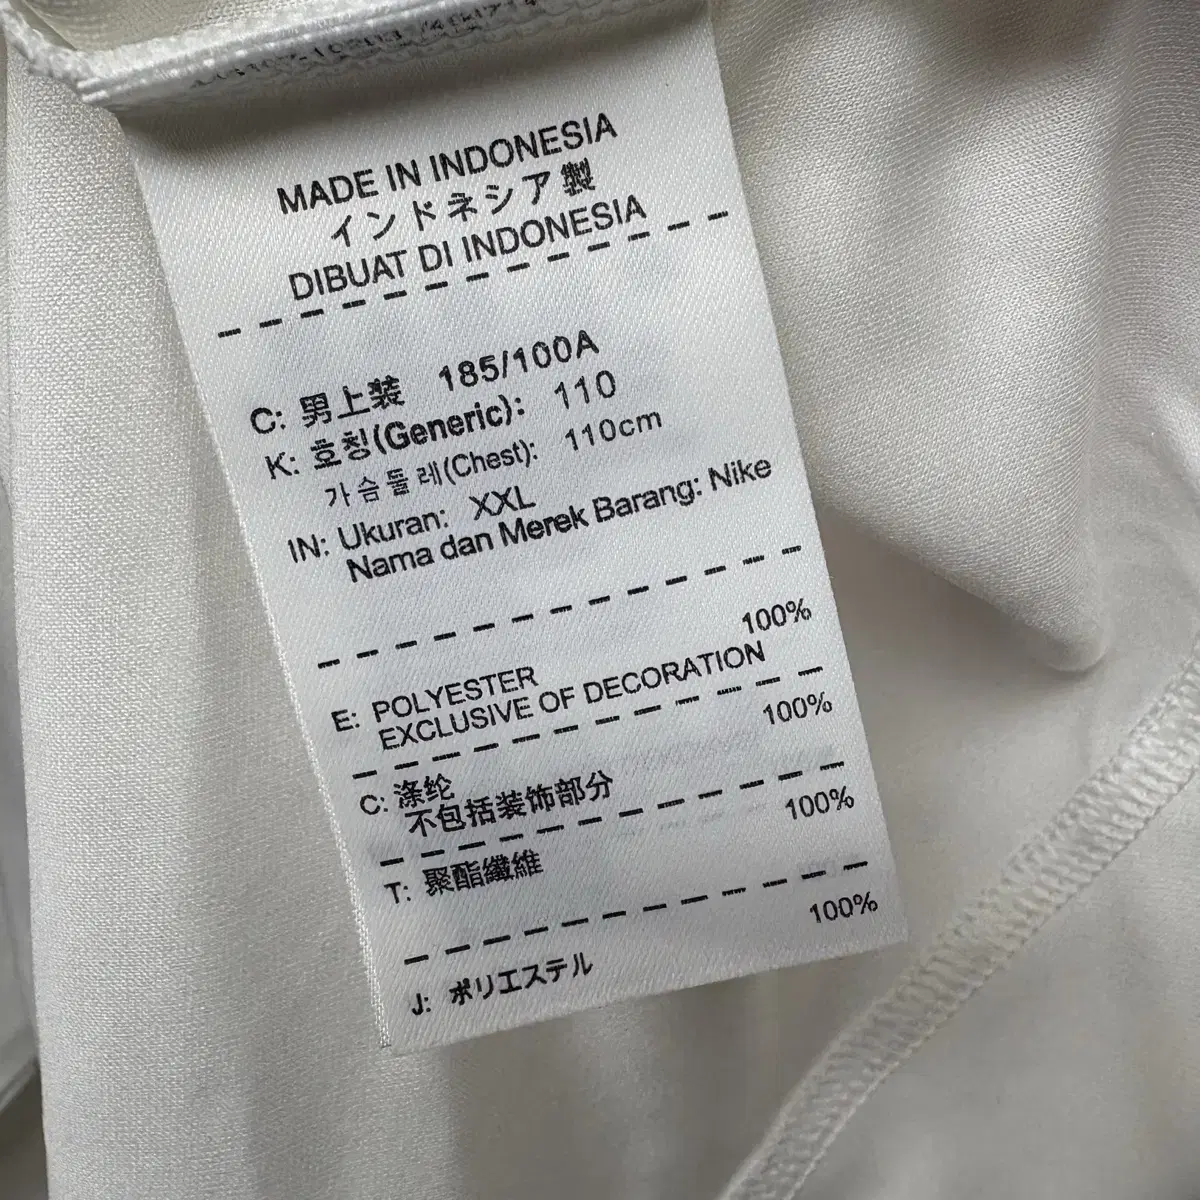 MADE IN INDONESIA
インドネシア製
DIBUAT DI INDONESIA
C: 男上装 185/100A
K: 호칭(Generic): 110
가슴둘레(Chest): 110cm
IN: Ukuran: XXL
Nama dan Merek Barang: Nike
100%
E: POLYESTER
EXCLUSIVE OF DECORATION
100%
C: 涤纶
不包括装饰部分
100%
T: 聚酯纖維
100%
J: ポリエステル